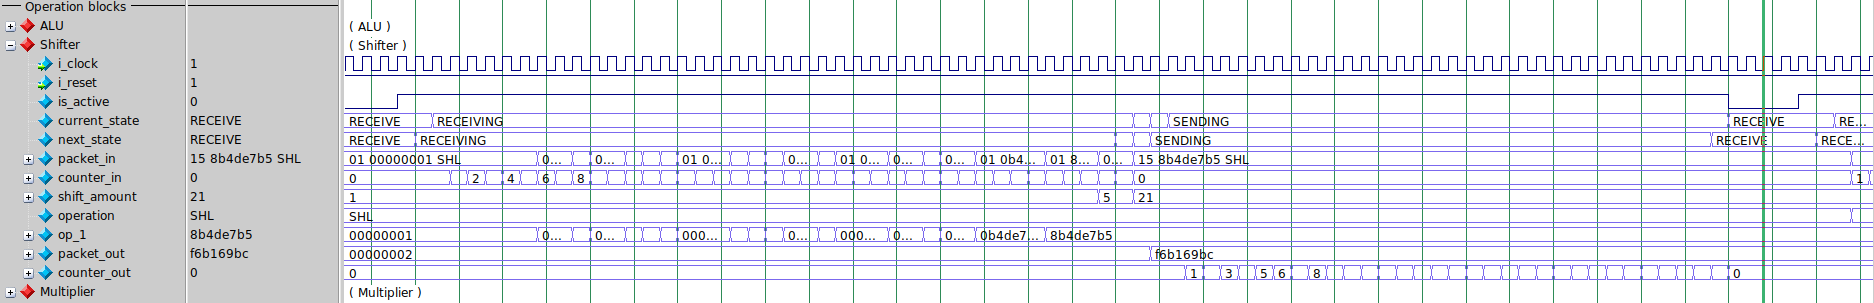 Operation blocks
ALU ( ALU )
Shifter ( Shifter )
i_clock 1
i_reset 1
is_active 0
current_state RECEIVE RECEIVE RECEIVING SENDING RECEIVE RE...
next_state RECEIVE RECEIVE RECEIVING SENDING RECEIVE RECE...
packet_in 15 8b4de7b5 SHL 01 00000001 SHL 0... 0... 01 0... 0... 01 0... 0... 0... 01 0b4... 01 8... 0... 15 8b4de7b5 SHL
counter_in 0 0 2 4 6 8 0 1
shift_amount 21 1 5 21
operation SHL SHL
op_1 8b4de7b5 00000001 0... 0... 000... 0... 000... 0... 0... 0b4de7... 8b4de7b5
packet_out f6b169bc 00000002 f6b169bc
counter_out 0 0 1 3 5 6 8 0
Multiplier ( Multiplier )